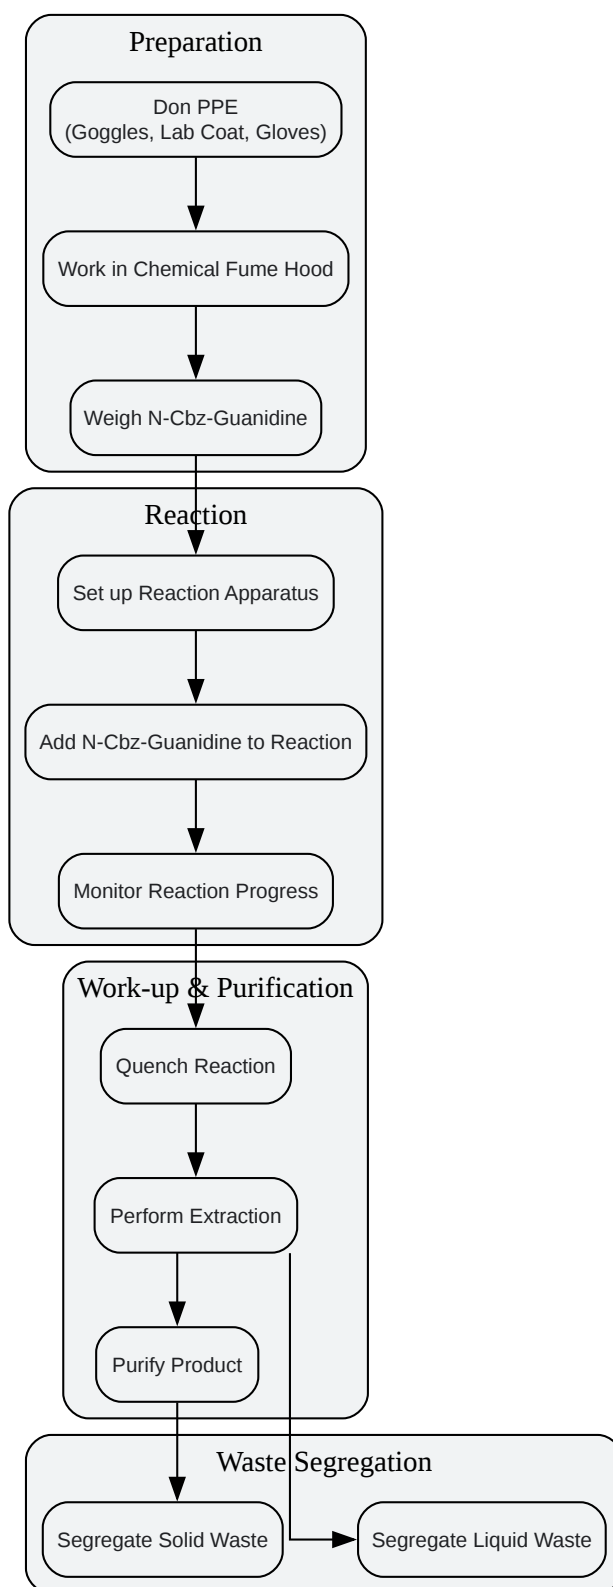 Preparation
Don PPE
(Goggles, Lab Coat, Gloves)
Work in Chemical Fume Hood
Weigh N-Cbz-Guanidine
Reaction
Set up Reaction Apparatus
Add N-Cbz-Guanidine to Reaction
Monitor Reaction Progress
Work-up & Purification
Quench Reaction
Perform Extraction
Purify Product
Waste Segregation
Segregate Solid Waste
Segregate Liquid Waste